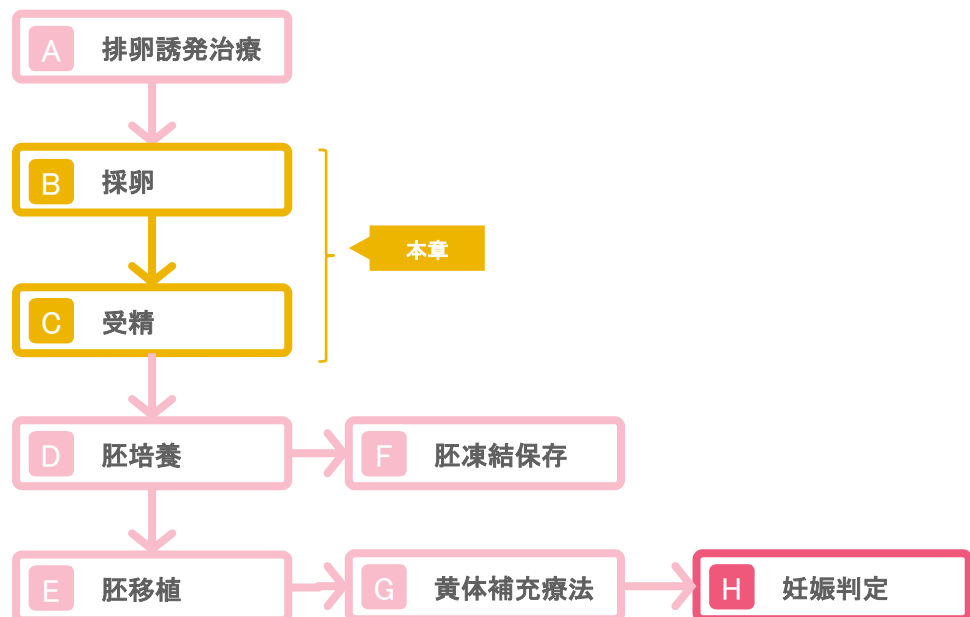 A 排卵誘発治療
B 採卵
本章
C 受精
D 胚培養
F 胚凍結保存
E 胚移植
G 黄体補充療法
H 妊娠判定